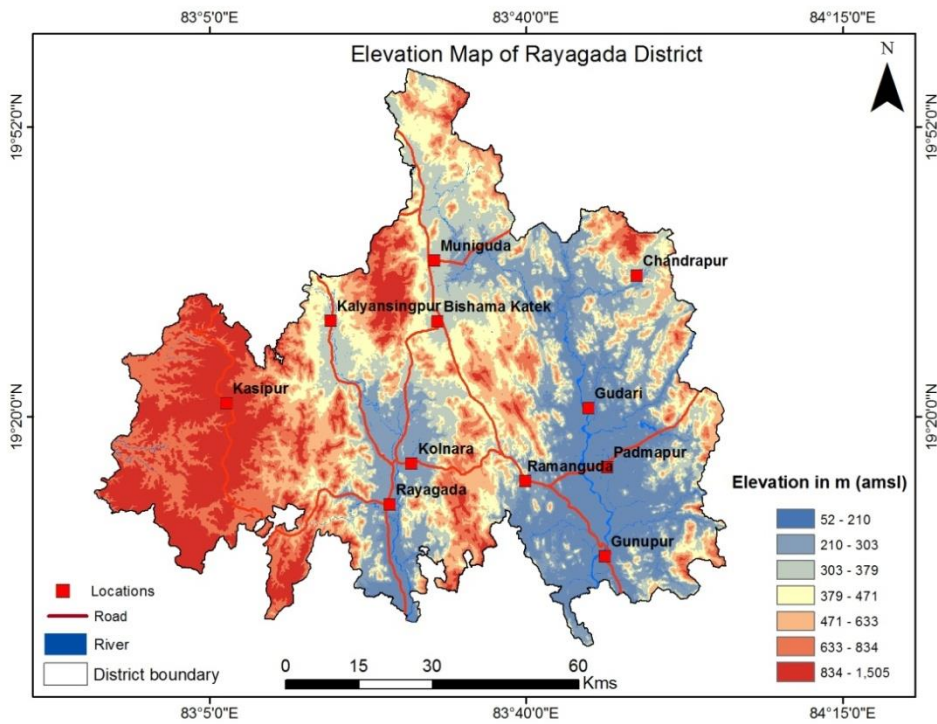 83°5'0"E 83°40'0"E 84°15'0"E
Elevation Map of Rayagada District
N
19°52'0"N 19°52'0"N
Muniguda
Chandrapur
Kalyansingpur Bishama Katek
Kasipur
Gudari
19°20'0"N 19°20'0"N
Kolnara
Ramanguda Padmapur
Rayagada
Gunupur
Elevation in m (amsl)
52 - 210
210 - 303
303 - 379
379 - 471
471 - 633
633 - 834
834 - 1,505
Locations
Road
River
District boundary
0 15 30 60
Kms
83°5'0"E 83°40'0"E 84°15'0"E